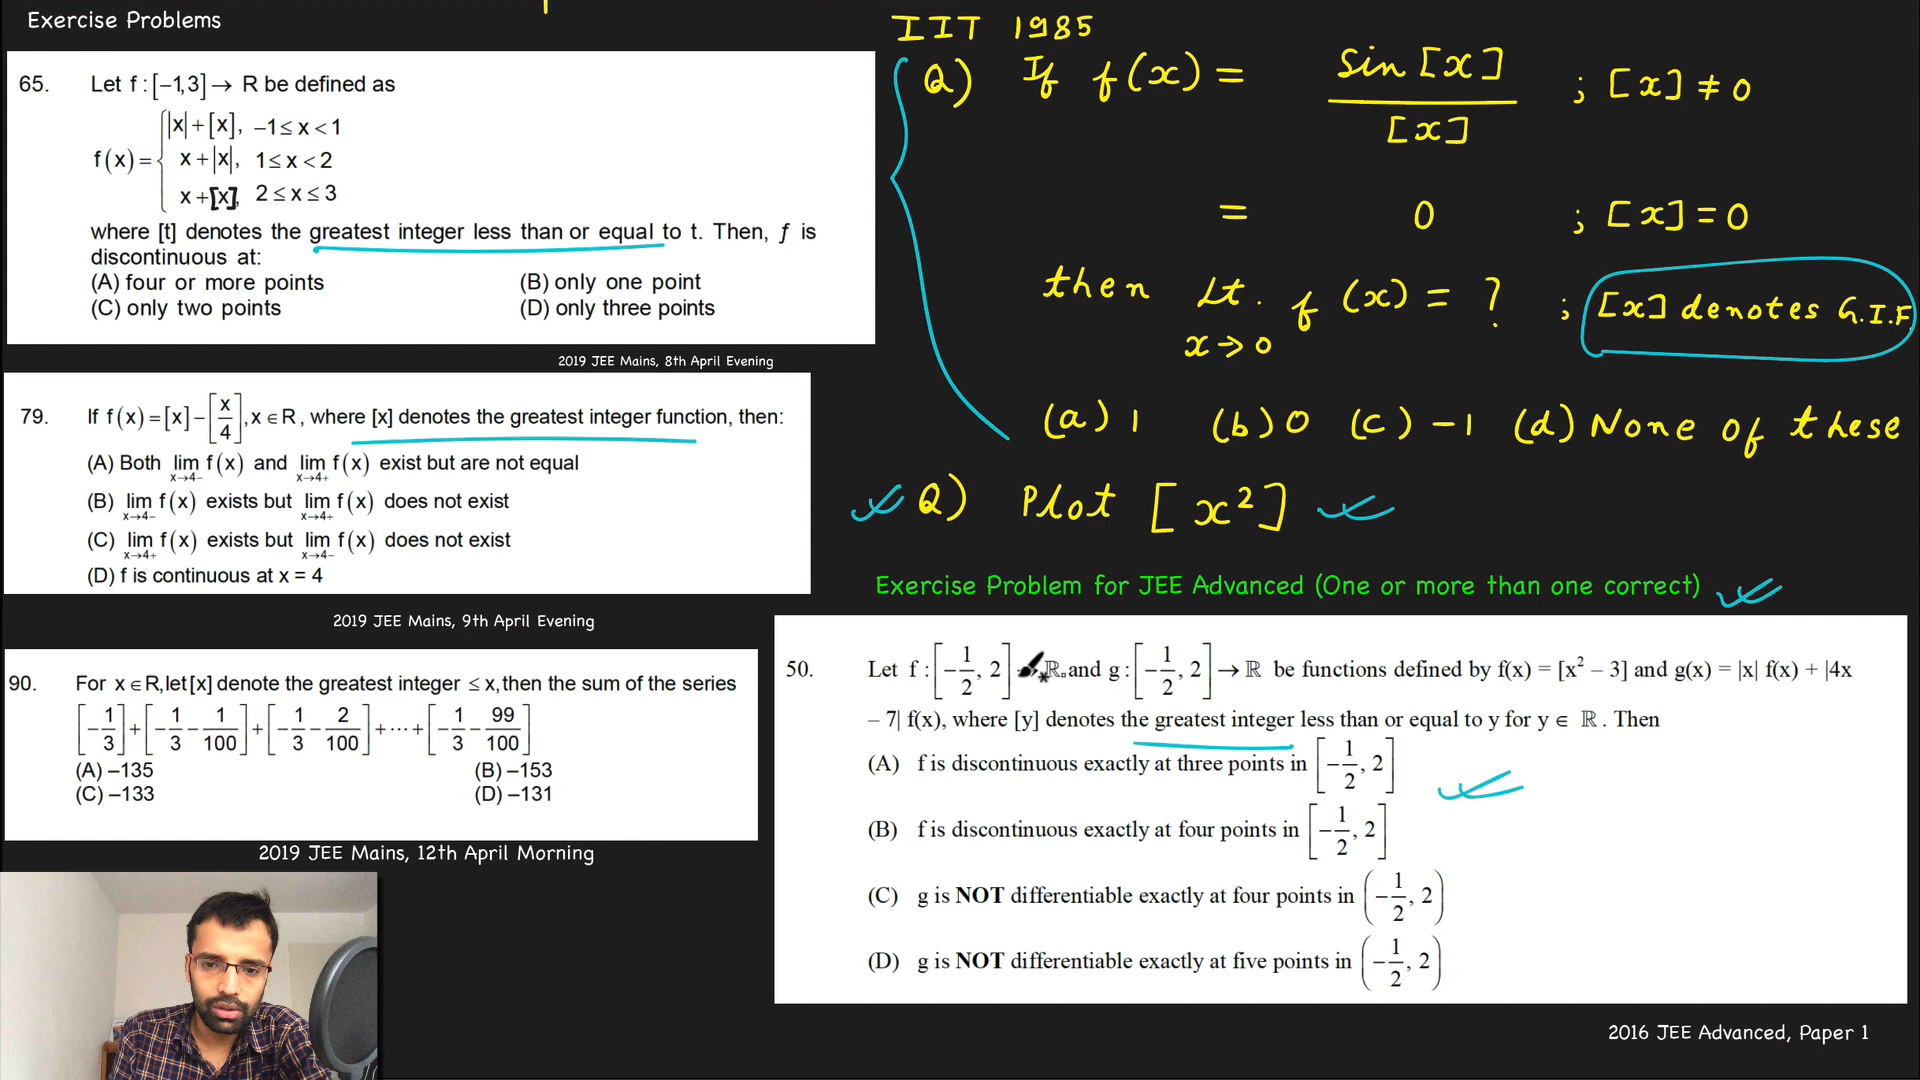 Exercise Problems
65. Let f : [−1,3] → R be defined as
f(x) = { |x| + [x], −1 ≤ x < 1
x + |x|, 1 ≤ x < 2
x + [x], 2 ≤ x ≤ 3
where [t] denotes the greatest integer less than or equal to t. Then, f is
discontinuous at:
(A) four or more points (B) only one point
(C) only two points (D) only three points
2019 JEE Mains, 8th April Evening
79. If f(x) = [x] − [x/4], x ∈ R, where [x] denotes the greatest integer function, then:
(A) Both lim x→4− f(x) and lim x→4+ f(x) exist but are not equal
(B) lim x→4− f(x) exists but lim x→4+ f(x) does not exist
(C) lim x→4+ f(x) exists but lim x→4− f(x) does not exist
(D) f is continuous at x = 4
2019 JEE Mains, 9th April Evening
90. For x ∈ R, let [x] denote the greatest integer ≤ x, then the sum of the series
[−1/3] + [−1/3 − 1/100] + [−1/3 − 2/100] + ⋯ + [−1/3 − 99/100]
(A) −135 (B) −153
(C) −133 (D) −131
2019 JEE Mains, 12th April Morning
IIT 1985
Q) If f(x) = sin [x] / [x] ; [x] ≠ 0
= 0 ; [x] = 0
then Lt. x→0 f(x) = ? ; [x] denotes G.I.F.
(a) 1 (b) 0 (c) −1 (d) None of these
Q) Plot [x²]
Exercise Problem for JEE Advanced (One or more than one correct)
50. Let f : [−1/2, 2] ℝ and g : [−1/2, 2] → ℝ be functions defined by f(x) = [x² – 3] and g(x) = |x| f(x) + |4x
– 7| f(x), where [y] denotes the greatest integer less than or equal to y for y ∈ ℝ. Then
(A) f is discontinuous exactly at three points in [−1/2, 2]
(B) f is discontinuous exactly at four points in [−1/2, 2]
(C) g is NOT differentiable exactly at four points in (−1/2, 2)
(D) g is NOT differentiable exactly at five points in (−1/2, 2)
2016 JEE Advanced, Paper 1